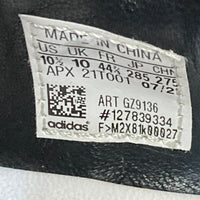 MADE IN CHINA
US UK FR JP CHN
10½ 10 44⅔ 285 275
APX 211001 07/2
ART GZ9136
#127839334
adidas F>M2X81k00027